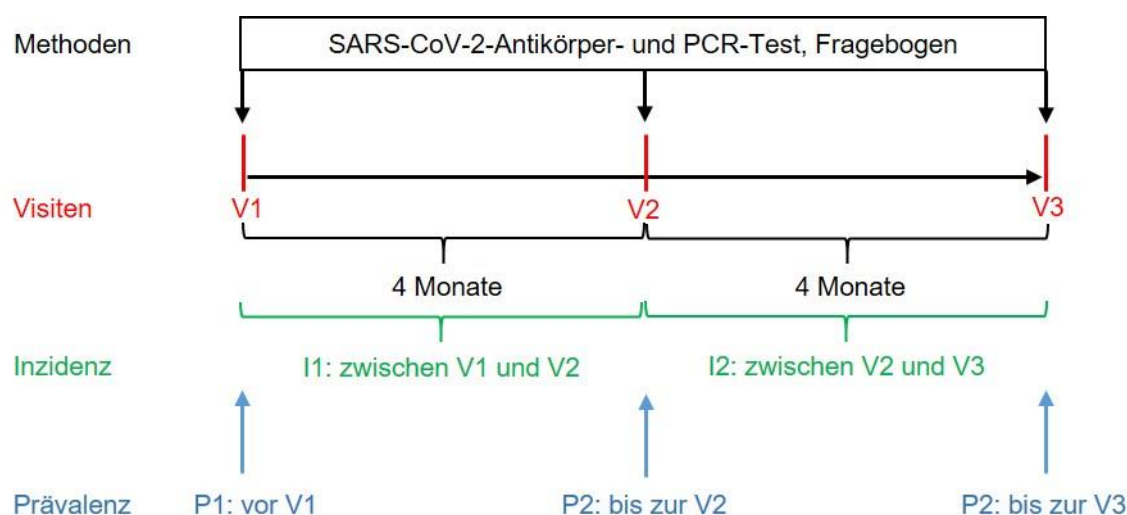 Methoden
SARS-CoV-2-Antikörper- und PCR-Test, Fragebogen
Visiten
V1
V2
V3
4 Monate
4 Monate
Inzidenz
I1: zwischen V1 und V2
I2: zwischen V2 und V3
Prävalenz
P1: vor V1
P2: bis zur V2
P2: bis zur V3